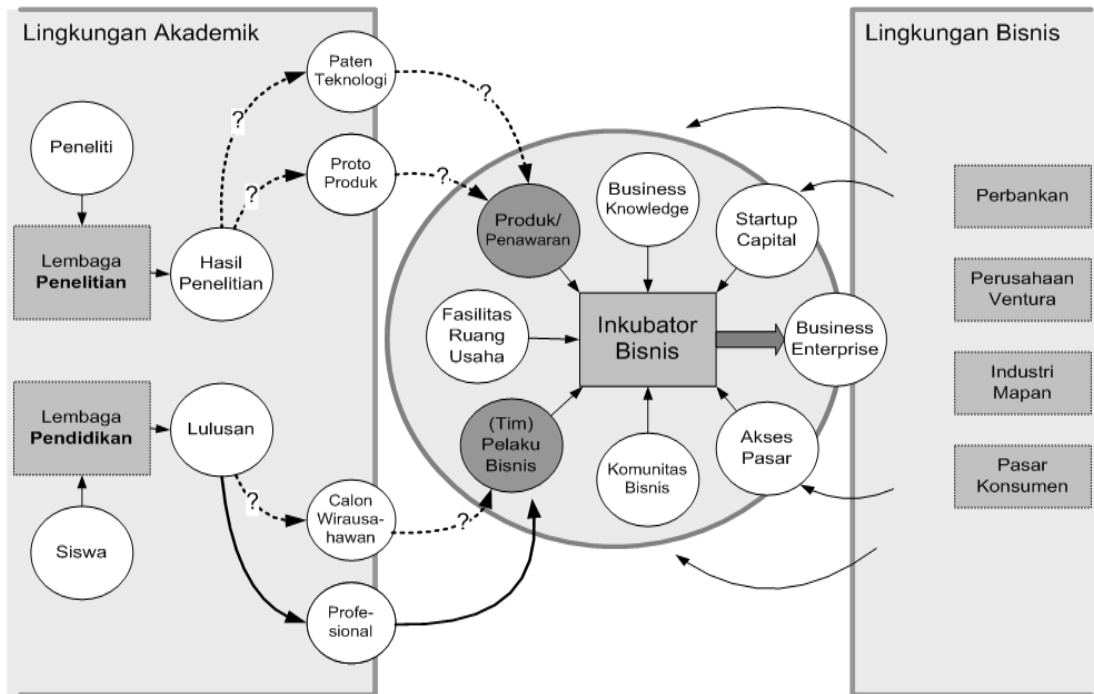 Lingkungan Akademik
Peneliti
Lembaga
Penelitian
Hasil
Penelitian
?
?
Paten
Teknologi
Proto
Produk
?
?
Lembaga
Pendidikan
Lulusan
Siswa
?
Calon
Wirausa-
hawan
?
Profe-
sional
Produk/
Penawaran
Business
Knowledge
Startup
Capital
Fasilitas
Ruang
Usaha
Inkubator
Bisnis
Business
Enterprise
(Tim)
Pelaku
Bisnis
Komunitas
Bisnis
Akses
Pasar
Lingkungan Bisnis
Perbankan
Perusahaan
Ventura
Industri
Mapan
Pasar
Konsumen